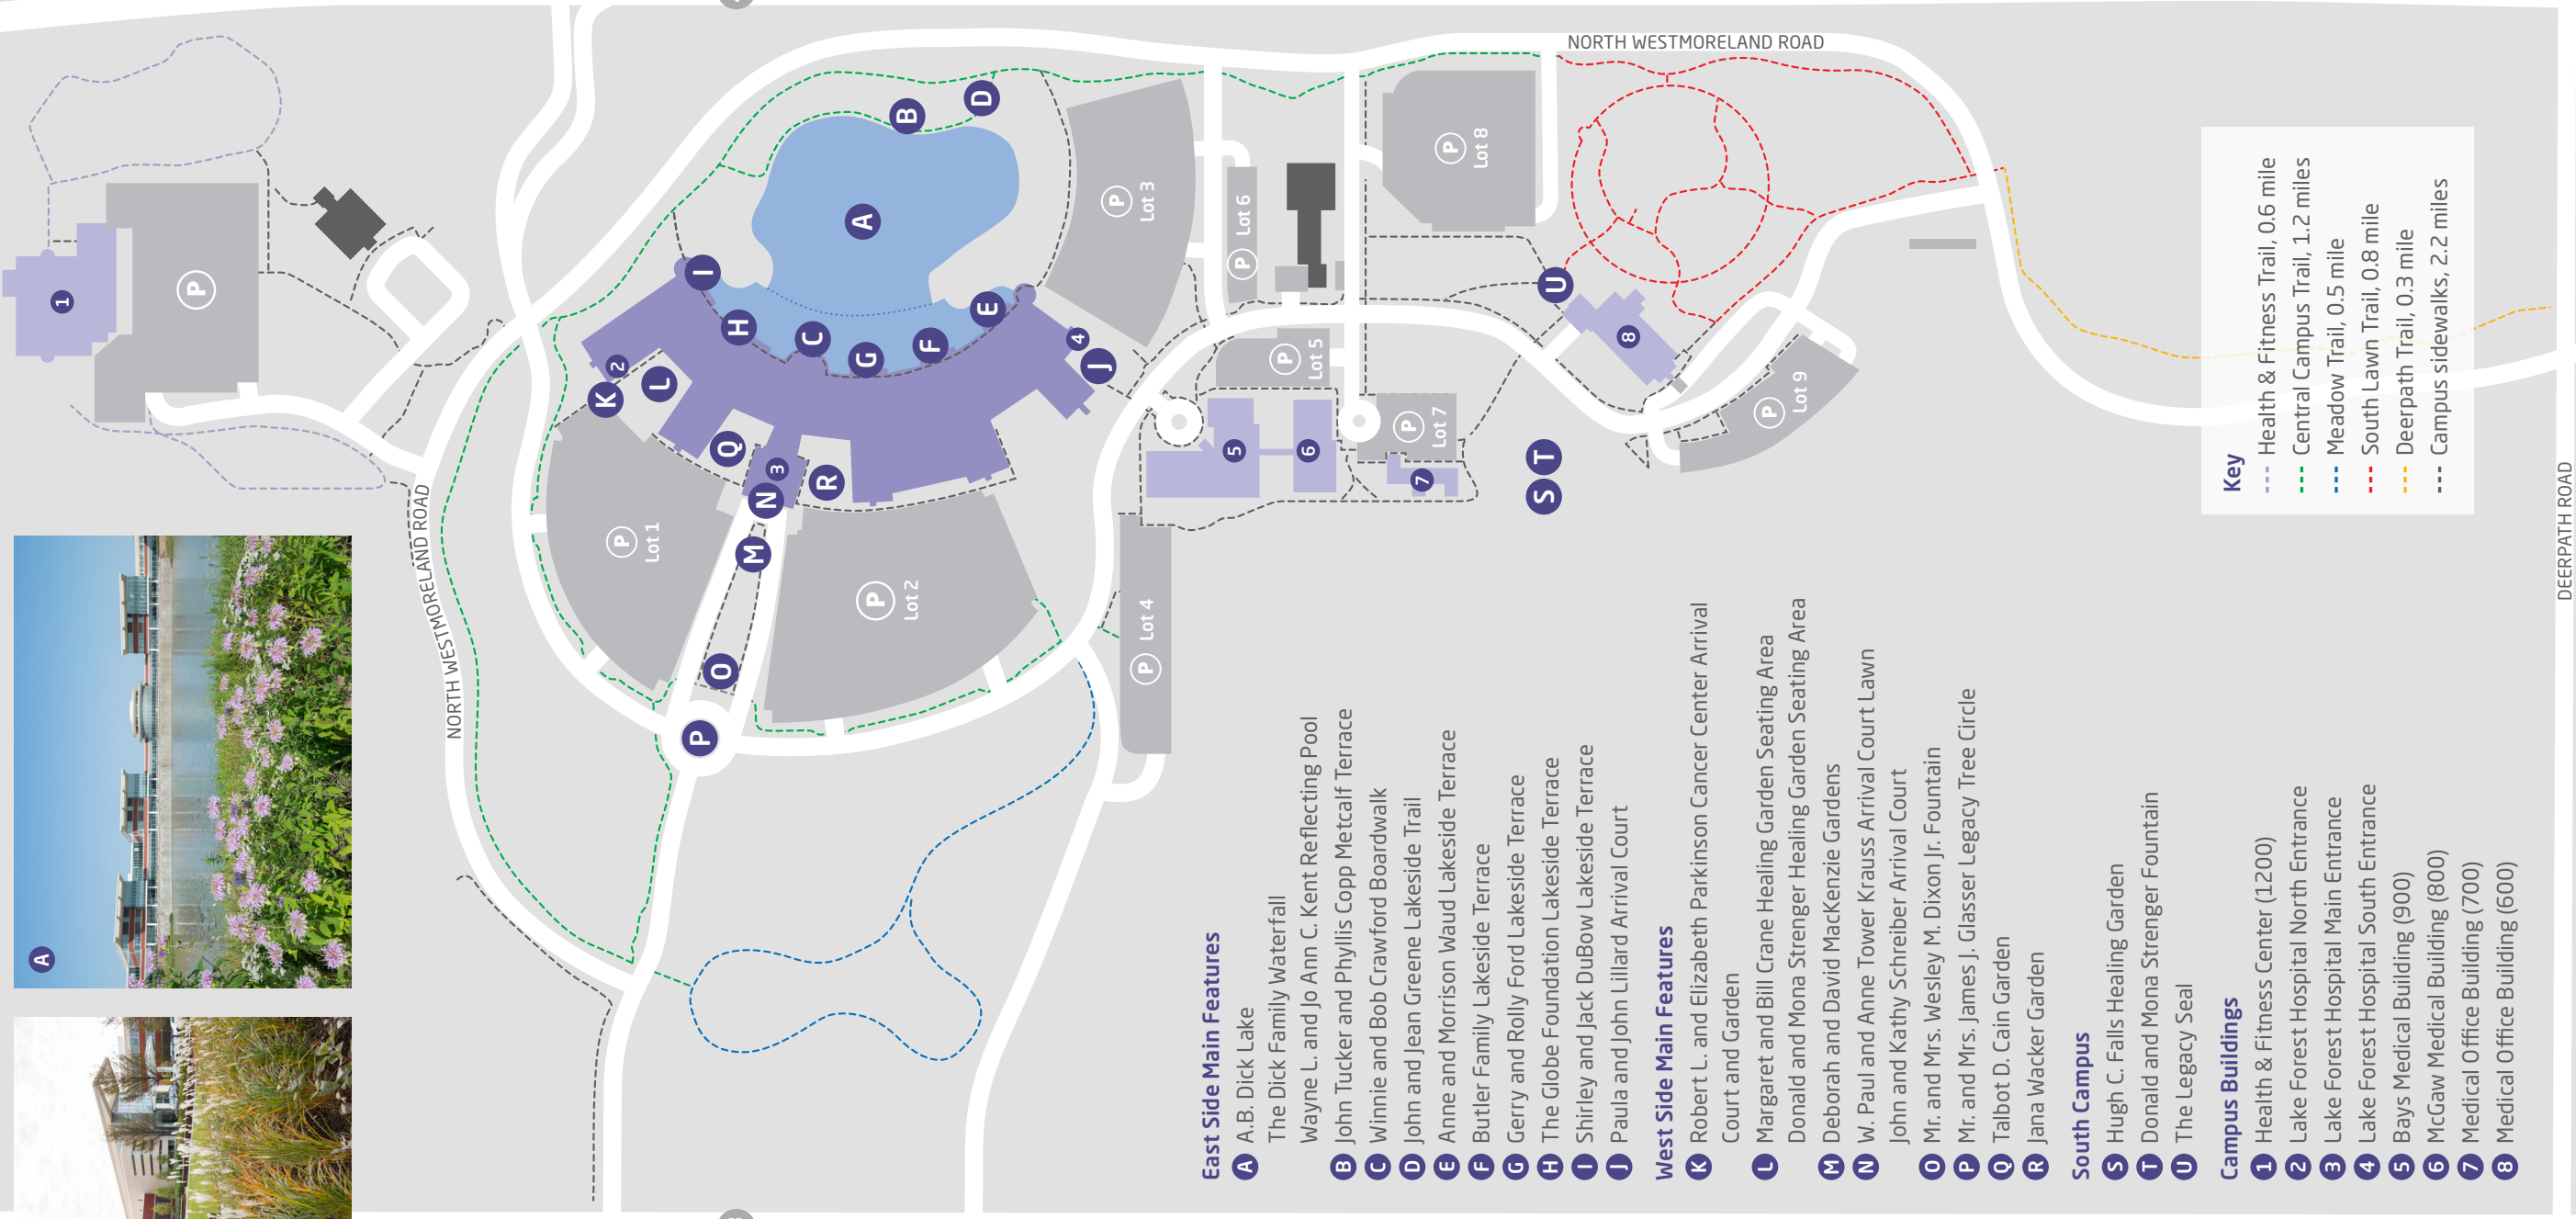 East Side Main Features
A A.B. Dick Lake
The Dick Family Waterfall
Wayne L. and Jo Ann C. Kent Reflecting Pool
B John Tucker and Phyllis Copp Metcalf Terrace
C Winnie and Bob Crawford Boardwalk
D John and Jean Greene Lakeside Trail
E Anne and Morrison Waud Lakeside Terrace
F Butler Family Lakeside Terrace
G Gerry and Rolly Ford Lakeside Terrace
H The Globe Foundation Lakeside Terrace
I Shirley and Jack DuBow Lakeside Terrace
J Paula and John Lillard Arrival Court
West Side Main Features
K Robert L. and Elizabeth Parkinson Cancer Center Arrival
Court and Garden
L Margaret and Bill Crane Healing Garden Seating Area
Donald and Mona Strenger Healing Garden Seating Area
M Deborah and David MacKenzie Gardens
N W. Paul and Anne Tower Krauss Arrival Court Lawn
John and Kathy Schreiber Arrival Court
O Mr. and Mrs. Wesley M. Dixon Jr. Fountain
P Mr. and Mrs. James J. Glasser Legacy Tree Circle
Q Talbot D. Cain Garden
R Jana Wacker Garden
South Campus
S Hugh C. Falls Healing Garden
T Donald and Mona Strenger Fountain
U The Legacy Seal
Campus Buildings
1 Health & Fitness Center (1200)
2 Lake Forest Hospital North Entrance
3 Lake Forest Hospital Main Entrance
4 Lake Forest Hospital South Entrance
5 Bays Medical Building (900)
6 McGaw Medical Building (800)
7 Medical Office Building (700)
8 Medical Office Building (600)
Key
Health & Fitness Trail, 0.6 mile
Central Campus Trail, 1.2 miles
Meadow Trail, 0.5 mile
South Lawn Trail, 0.8 mile
Deerpath Trail, 0.3 mile
Campus sidewalks, 2.2 miles
NORTH WESTMORELAND ROAD
NORTH WESTMORELAND ROAD
DEERPATH ROAD
A
1
P
P
Lot 1
P
Lot 2
P
Lot 3
P
Lot 4
P
Lot 5
P
Lot 6
P
Lot 7
P
Lot 8
P
Lot 9
A
B
C
D
E
F
G
H
I
J
K
L
M
N
O
P
Q
R
S
T
U
2
3
4
5
6
7
8